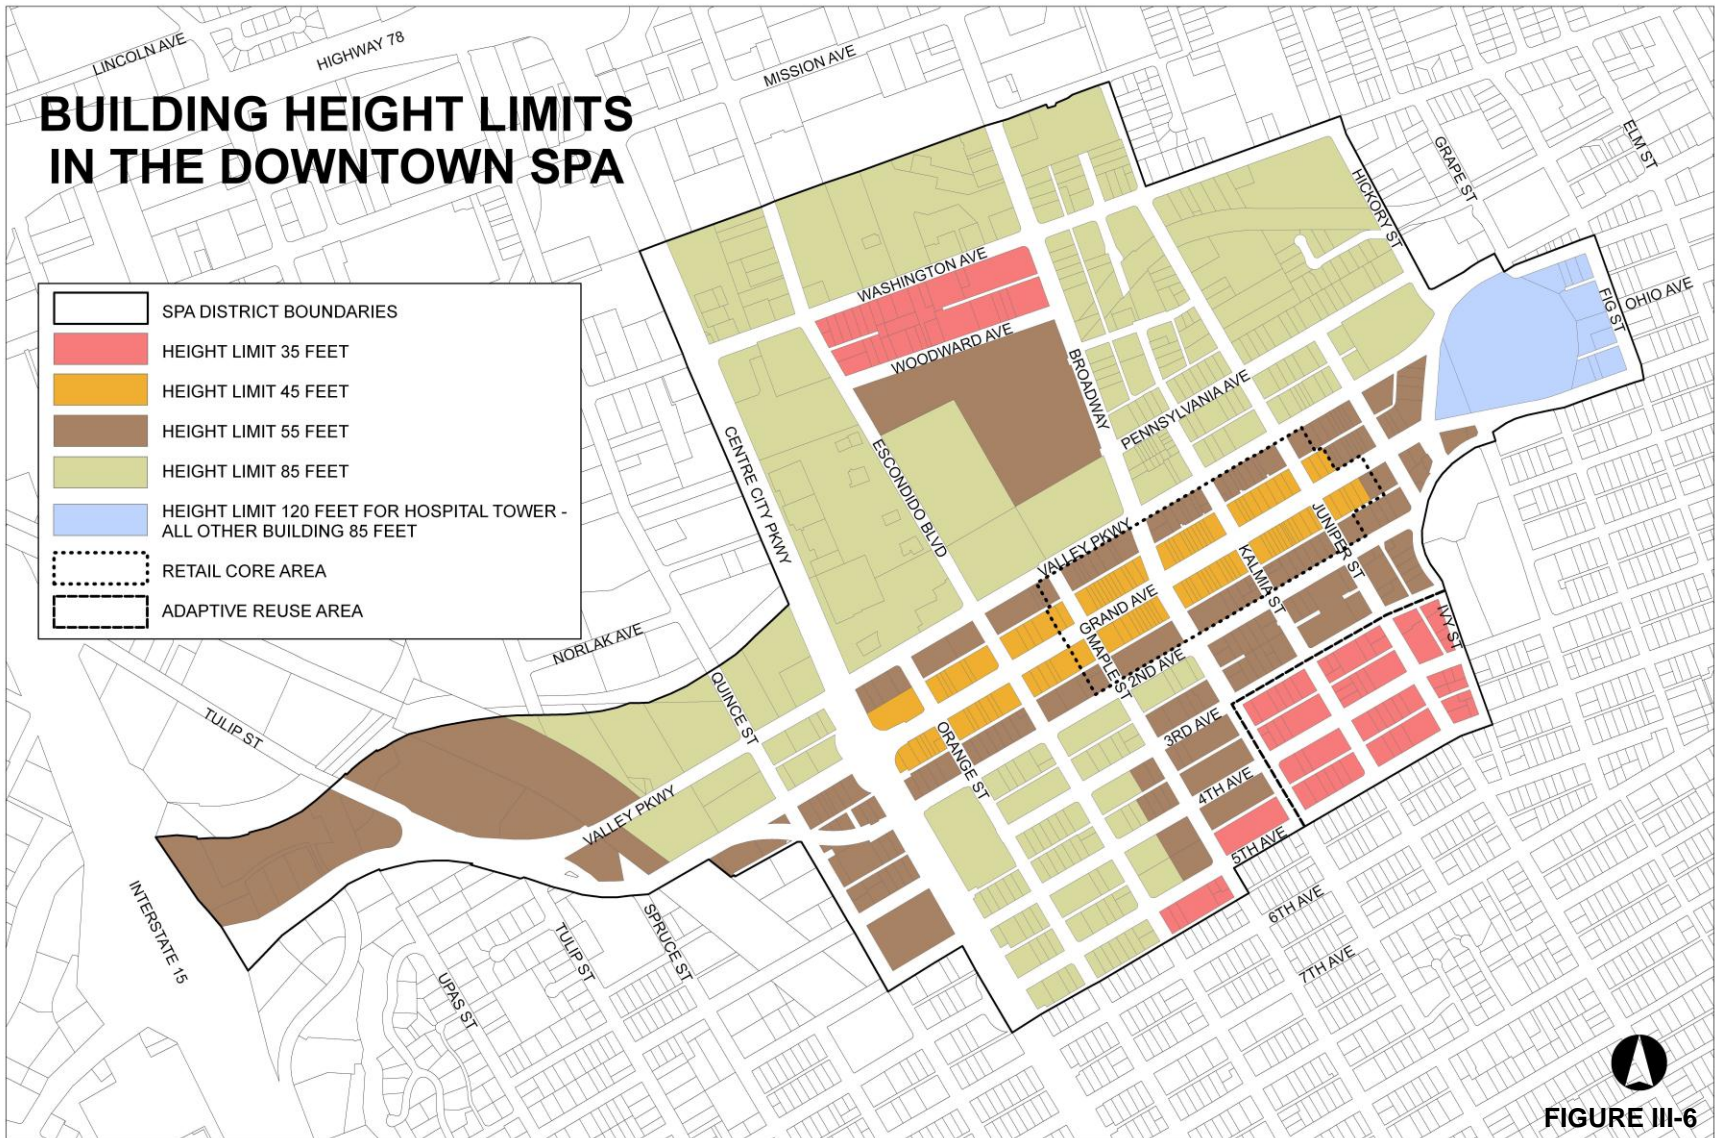 BUILDING HEIGHT LIMITS
IN THE DOWNTOWN SPA
LINCOLN AVE
HIGHWAY 78
MISSION AVE
GRAPE ST
ELM ST
HICKORY ST
FIG ST
OHIO AVE
WASHINGTON AVE
WOODWARD AVE
BROADWAY
PENNSYLVANIA AVE
CENTRE CITY PKWY
ESCONDIDO BLVD
VALLEY PKWY
GRAND AVE
KALMIA ST
JUNIPER ST
IVY ST
MAPLE ST
2ND AVE
3RD AVE
4TH AVE
5TH AVE
6TH AVE
7TH AVE
ORANGE ST
QUINCE ST
NORLAK AVE
TULIP ST
VALLEY PKWY
INTERSTATE 15
UPAS ST
TULIP ST
SPRUCE ST
SPA DISTRICT BOUNDARIES
HEIGHT LIMIT 35 FEET
HEIGHT LIMIT 45 FEET
HEIGHT LIMIT 55 FEET
HEIGHT LIMIT 85 FEET
HEIGHT LIMIT 120 FEET FOR HOSPITAL TOWER -
ALL OTHER BUILDING 85 FEET
RETAIL CORE AREA
ADAPTIVE REUSE AREA
FIGURE III-6